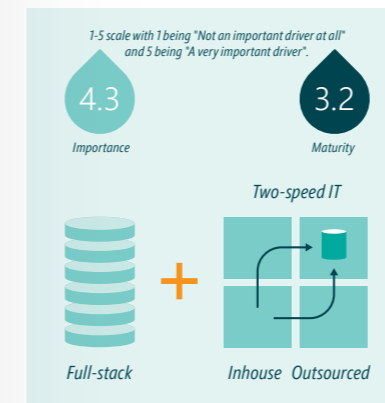 1-5 scale with 1 being "Not an important driver at all"
and 5 being "A very important driver".
4.3
3.2
Importance
Maturity
Two-speed IT
+
Full-stack
Inhouse Outsourced